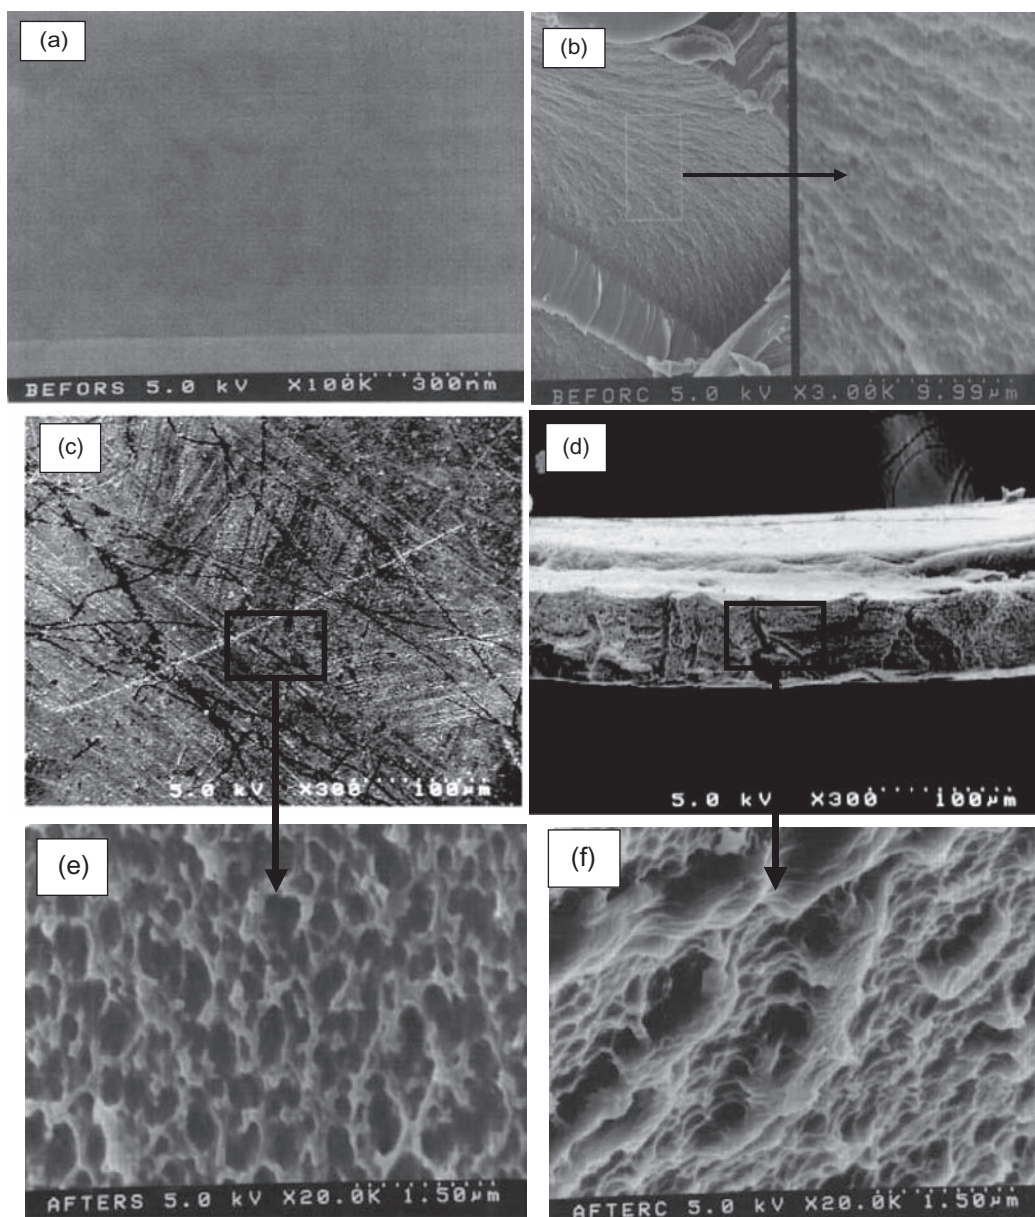 (a)
BEFORS 5.0 kV X100K 300nm
(b)
BEFORC 5.0 kV X3.00K 9.99µm
(c)
5.0 kV X300 100µm
(d)
5.0 kV X300 100µm
(e)
AFTERS 5.0 kV X20.0K 1.50µm
(f)
AFTERC 5.0 kV X20.0K 1.50µm